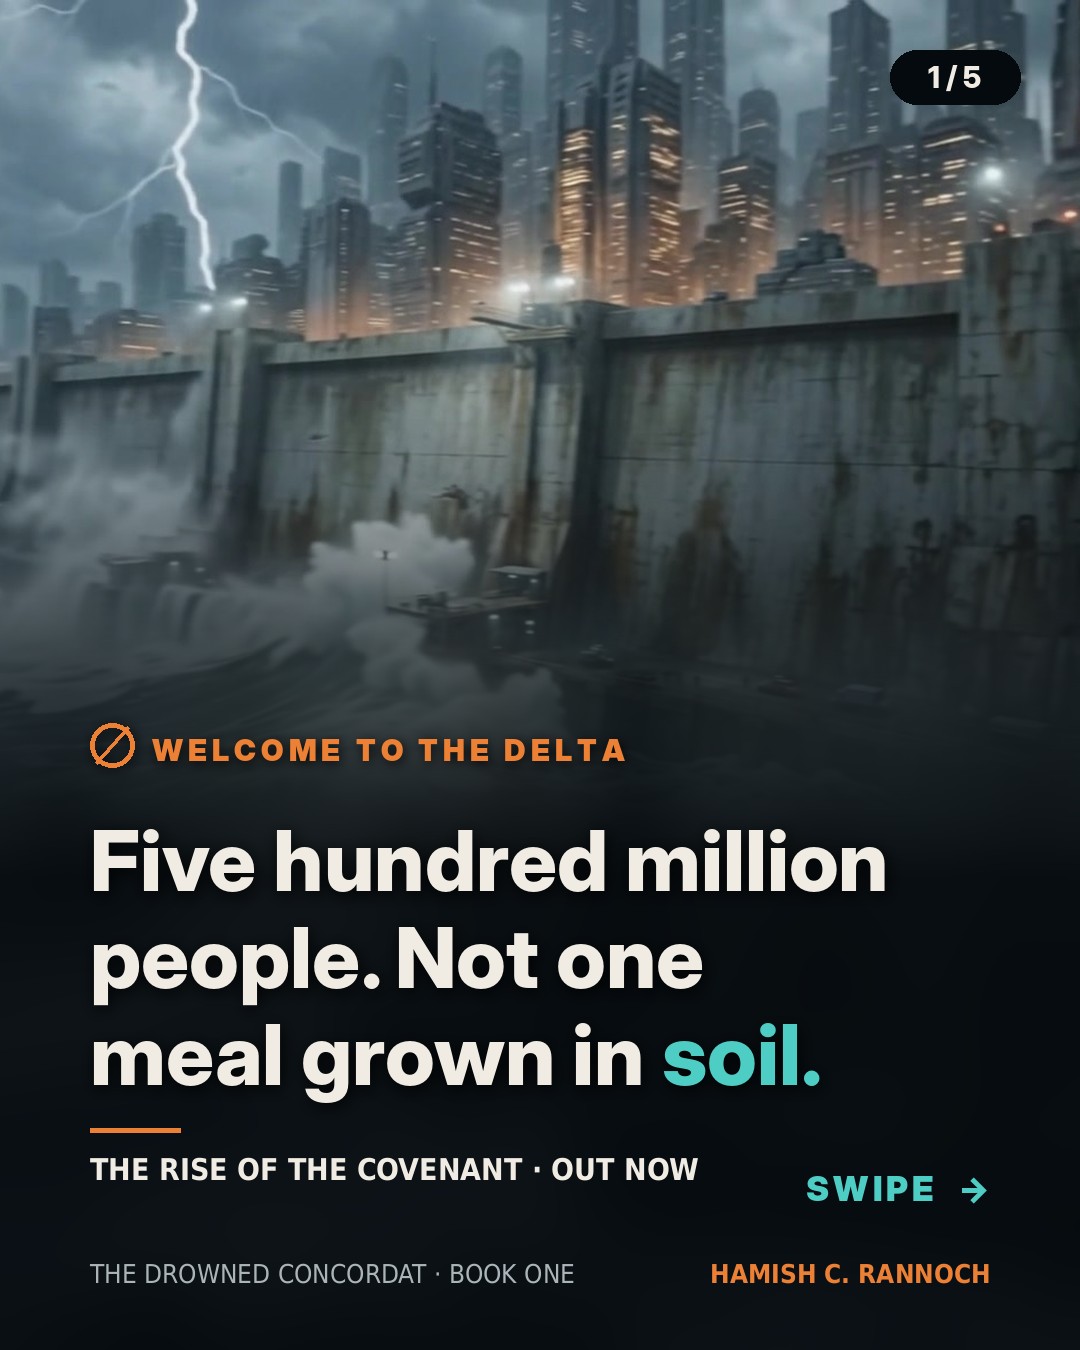 1/5
WELCOME TO THE DELTA
Five hundred million
people. Not one
meal grown in soil.
THE RISE OF THE COVENANT · OUT NOW
SWIPE →
THE DROWNED CONCORDAT · BOOK ONE
HAMISH C. RANNOCH